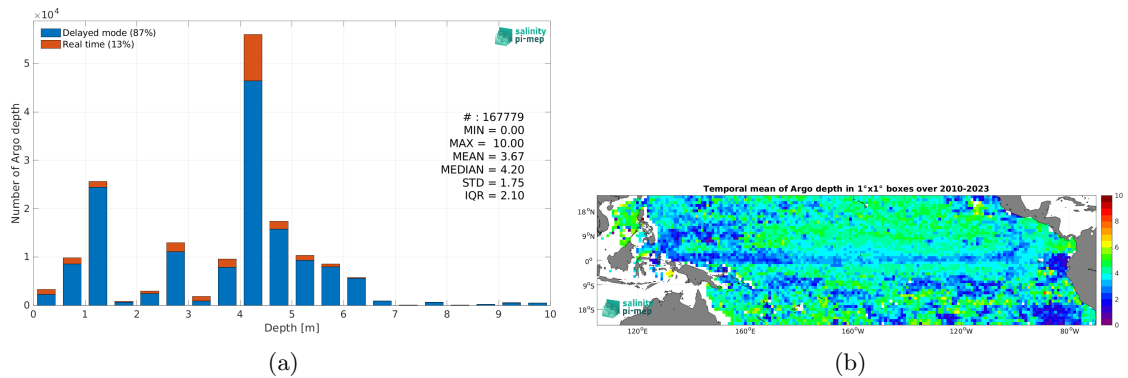 ×10⁴
Delayed mode (87%)
Real time (13%)
salinity
pi-mep
Number of Argo depth
5
4
3
2
1
0
# : 167779
MIN = 0.00
MAX = 10.00
MEAN = 3.67
MEDIAN = 4.20
STD = 1.75
IQR = 2.10
0 1 2 3 4 5 6 7 8 9 10
Depth [m]
(a)
Temporal mean of Argo depth in 1°x1° boxes over 2010-2023
18°N
9°N
0°
9°S
18°S
salinity
pi-mep
120°E 160°E 160°W 120°W 80°W
10
8
6
4
2
0
(b)